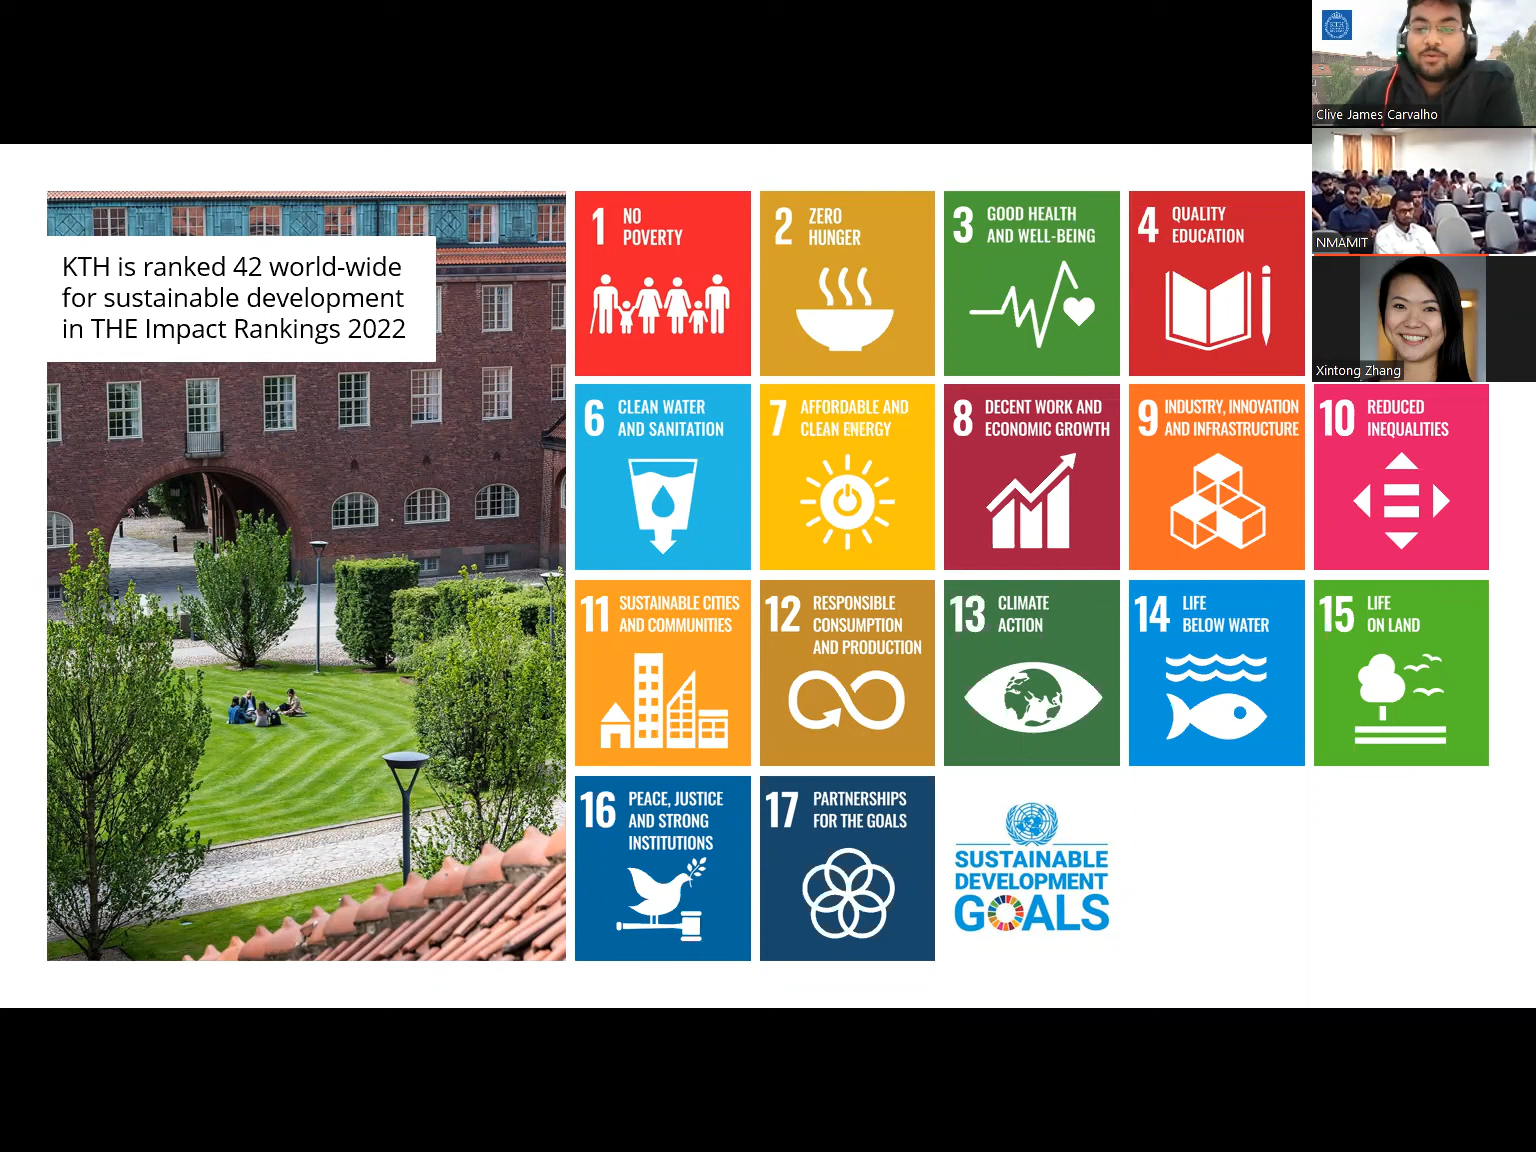 KTH is ranked 42 world-wide
for sustainable development
in THE Impact Rankings 2022
1 NO
POVERTY
2 ZERO
HUNGER
3 GOOD HEALTH
AND WELL-BEING
4 QUALITY
EDUCATION
6 CLEAN WATER
AND SANITATION
7 AFFORDABLE AND
CLEAN ENERGY
8 DECENT WORK AND
ECONOMIC GROWTH
9 INDUSTRY, INNOVATION
AND INFRASTRUCTURE
10 REDUCED
INEQUALITIES
11 SUSTAINABLE CITIES
AND COMMUNITIES
12 RESPONSIBLE
CONSUMPTION
AND PRODUCTION
13 CLIMATE
ACTION
14 LIFE
BELOW WATER
15 LIFE
ON LAND
16 PEACE, JUSTICE
AND STRONG
INSTITUTIONS
17 PARTNERSHIPS
FOR THE GOALS
SUSTAINABLE
DEVELOPMENT
GOALS
KTH
Clive James Carvalho
NMAMIT
Xintong Zhang